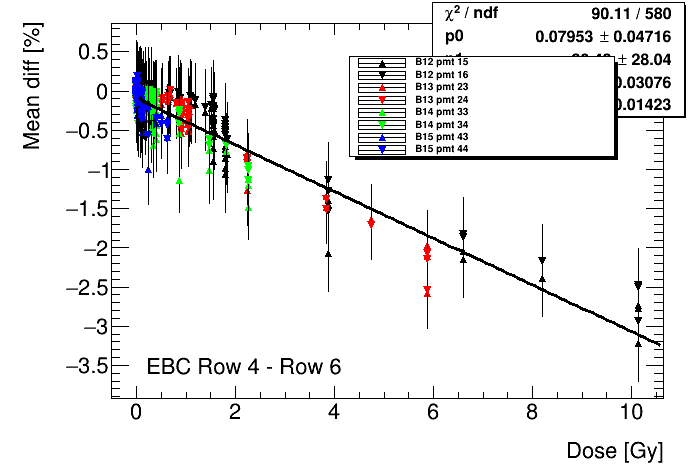 χ² / ndf 90.11 / 580
p0 0.07953 ± 0.04716
± 28.04
0.03076
0.01423
B12 pmt 15
B12 pmt 16
B13 pmt 23
B13 pmt 24
B14 pmt 33
B14 pmt 34
B15 pmt 43
B15 pmt 44
Mean diff [%]
0.5
0
−0.5
−1
−1.5
−2
−2.5
−3
−3.5
EBC Row 4 - Row 6
0 2 4 6 8 10
Dose [Gy]